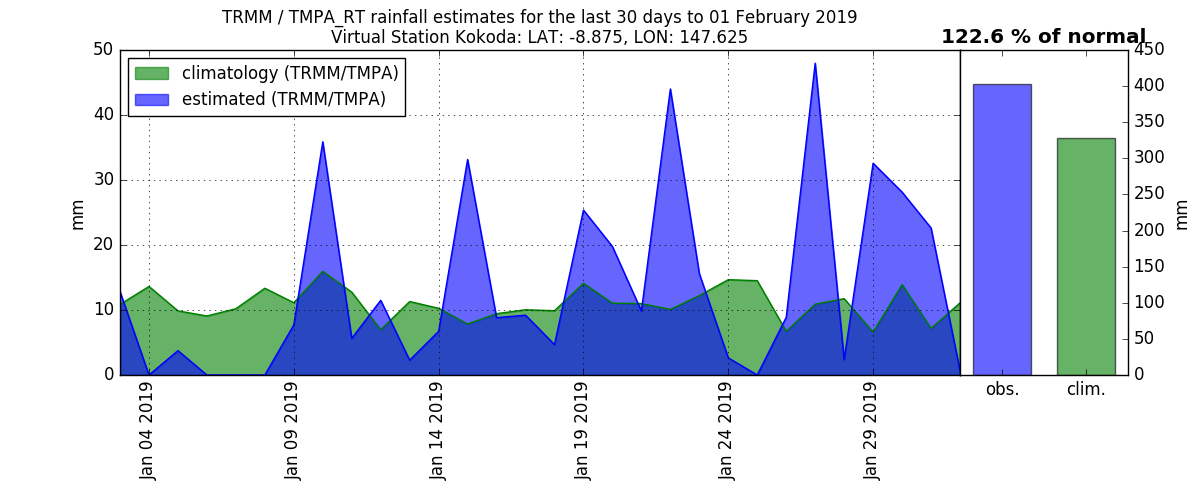 TRMM / TMPA_RT rainfall estimates for the last 30 days to 01 February 2019
Virtual Station Kokoda: LAT: -8.875, LON: 147.625
122.6 % of normal
climatology (TRMM/TMPA)
estimated (TRMM/TMPA)
mm
50
40
30
20
10
0
Jan 04 2019
Jan 09 2019
Jan 14 2019
Jan 19 2019
Jan 24 2019
Jan 29 2019
obs.
clim.
450
400
350
300
250
200
150
100
50
0
mm